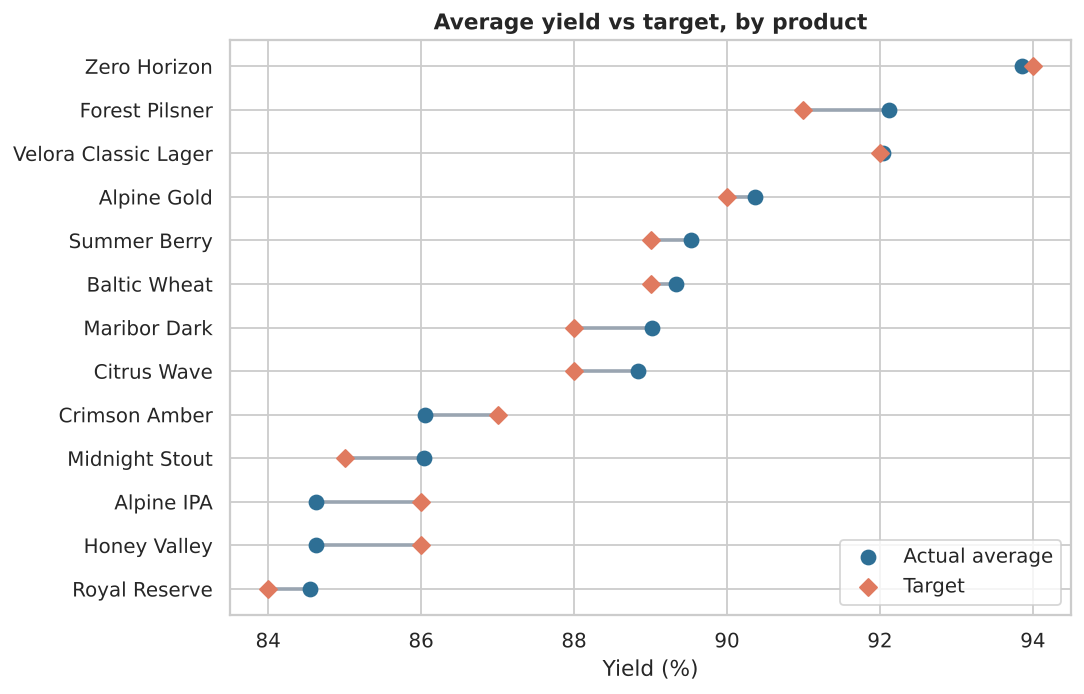 Average yield vs target, by product
Zero Horizon
Forest Pilsner
Velora Classic Lager
Alpine Gold
Summer Berry
Baltic Wheat
Maribor Dark
Citrus Wave
Crimson Amber
Midnight Stout
Alpine IPA
Honey Valley
Royal Reserve
Actual average
Target
84 86 88 90 92 94
Yield (%)